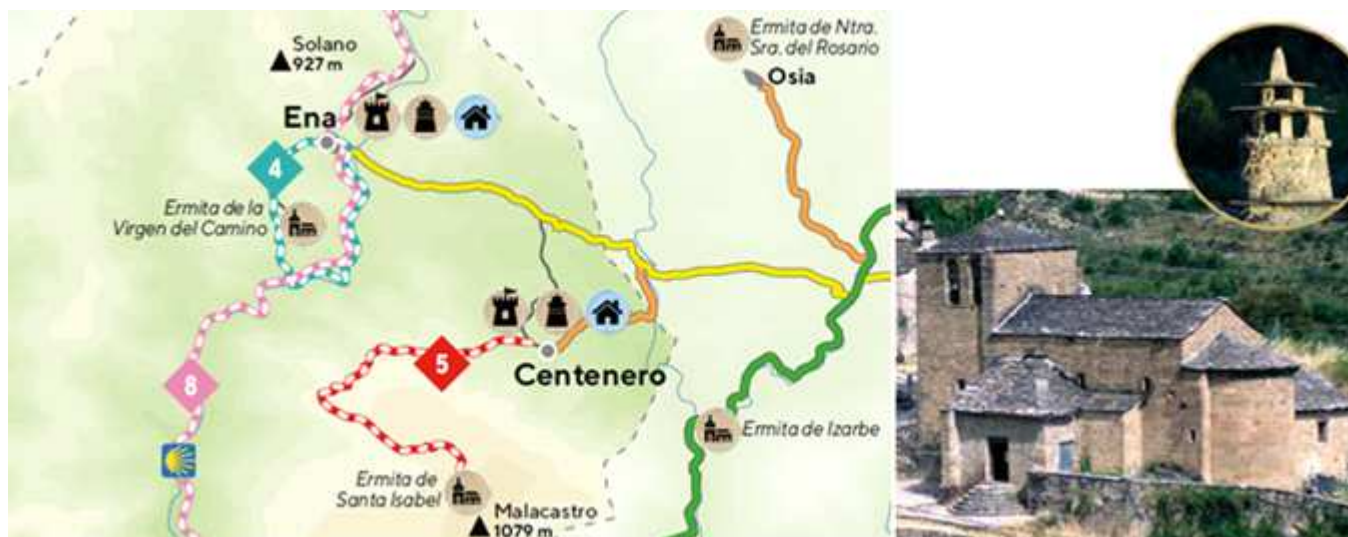 Solano
927 m
Ermita de Ntra.
Sra. del Rosario
Osia
Ena
4
Ermita de la
Virgen del Camino
5
Centenero
8
Ermita de Izarbe
Ermita de
Santa Isabel
Malacastro
1079 m